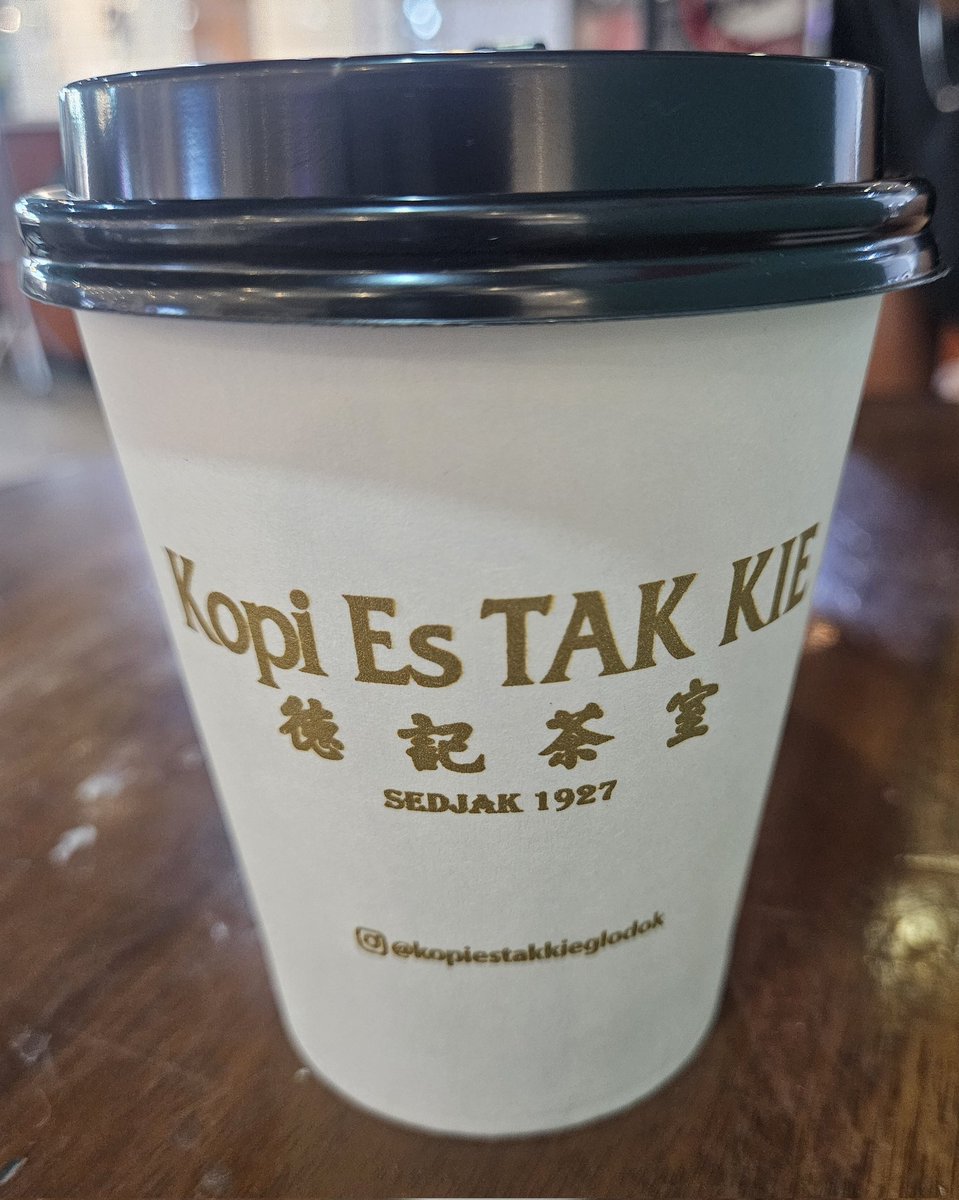 Kopi Es TAK KIE
德記茶室
SEDJAK 1927
@kopiestakkieglodok